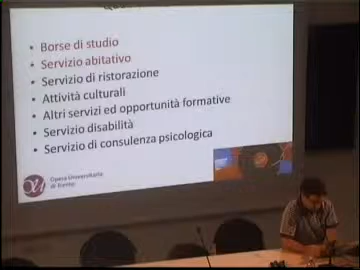 • Borse di studio
• Servizio abitativo
• Servizio di ristorazione
• Attività culturali
• Altri servizi ed opportunità formative
• Servizio disabilità
• Servizio di consulenza psicologica
Opera Universitaria
di Trento